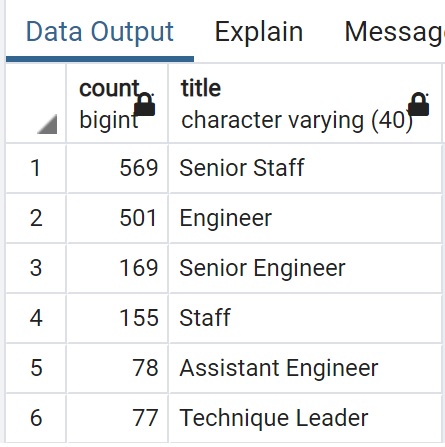 Data Output Explain Messag
count title
bigint character varying (40)
1 569 Senior Staff
2 501 Engineer
3 169 Senior Engineer
4 155 Staff
5 78 Assistant Engineer
6 77 Technique Leader